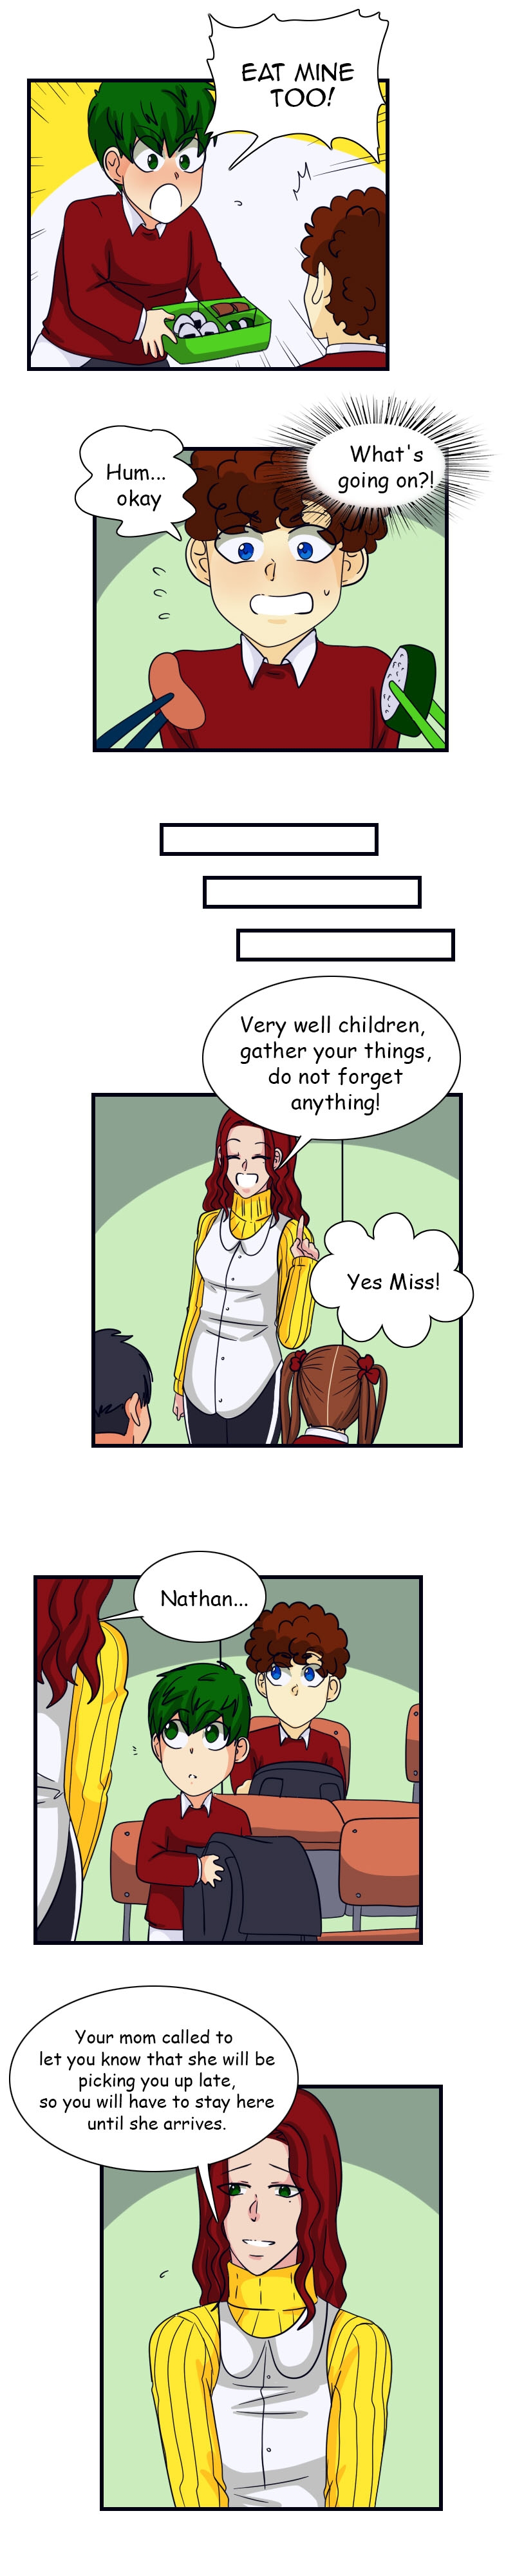 EAT MINE
TOO!
Hum...
okay
What's
going on?!
Very well children,
gather your things,
do not forget
anything!
Yes Miss!
Nathan...
Your mom called to
let you know that she will be
picking you up late,
so you will have to stay here
until she arrives.